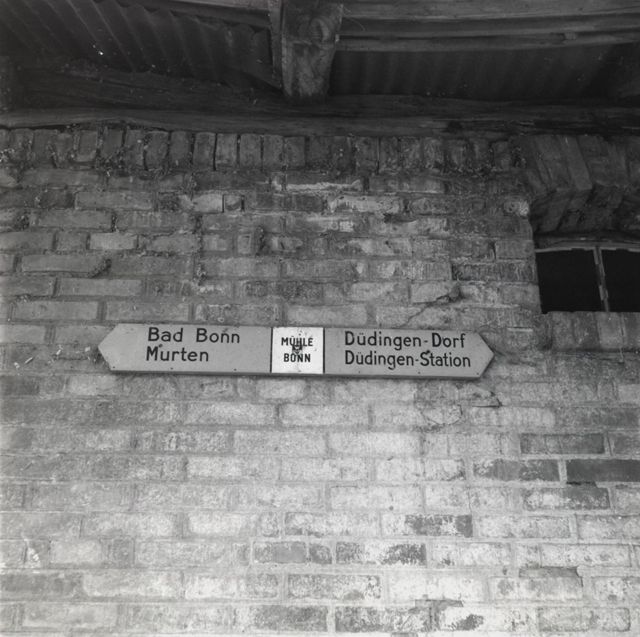 Bad Bonn
Murten
MÜHLE
BONN
Düdingen-Dorf
Düdingen-Station